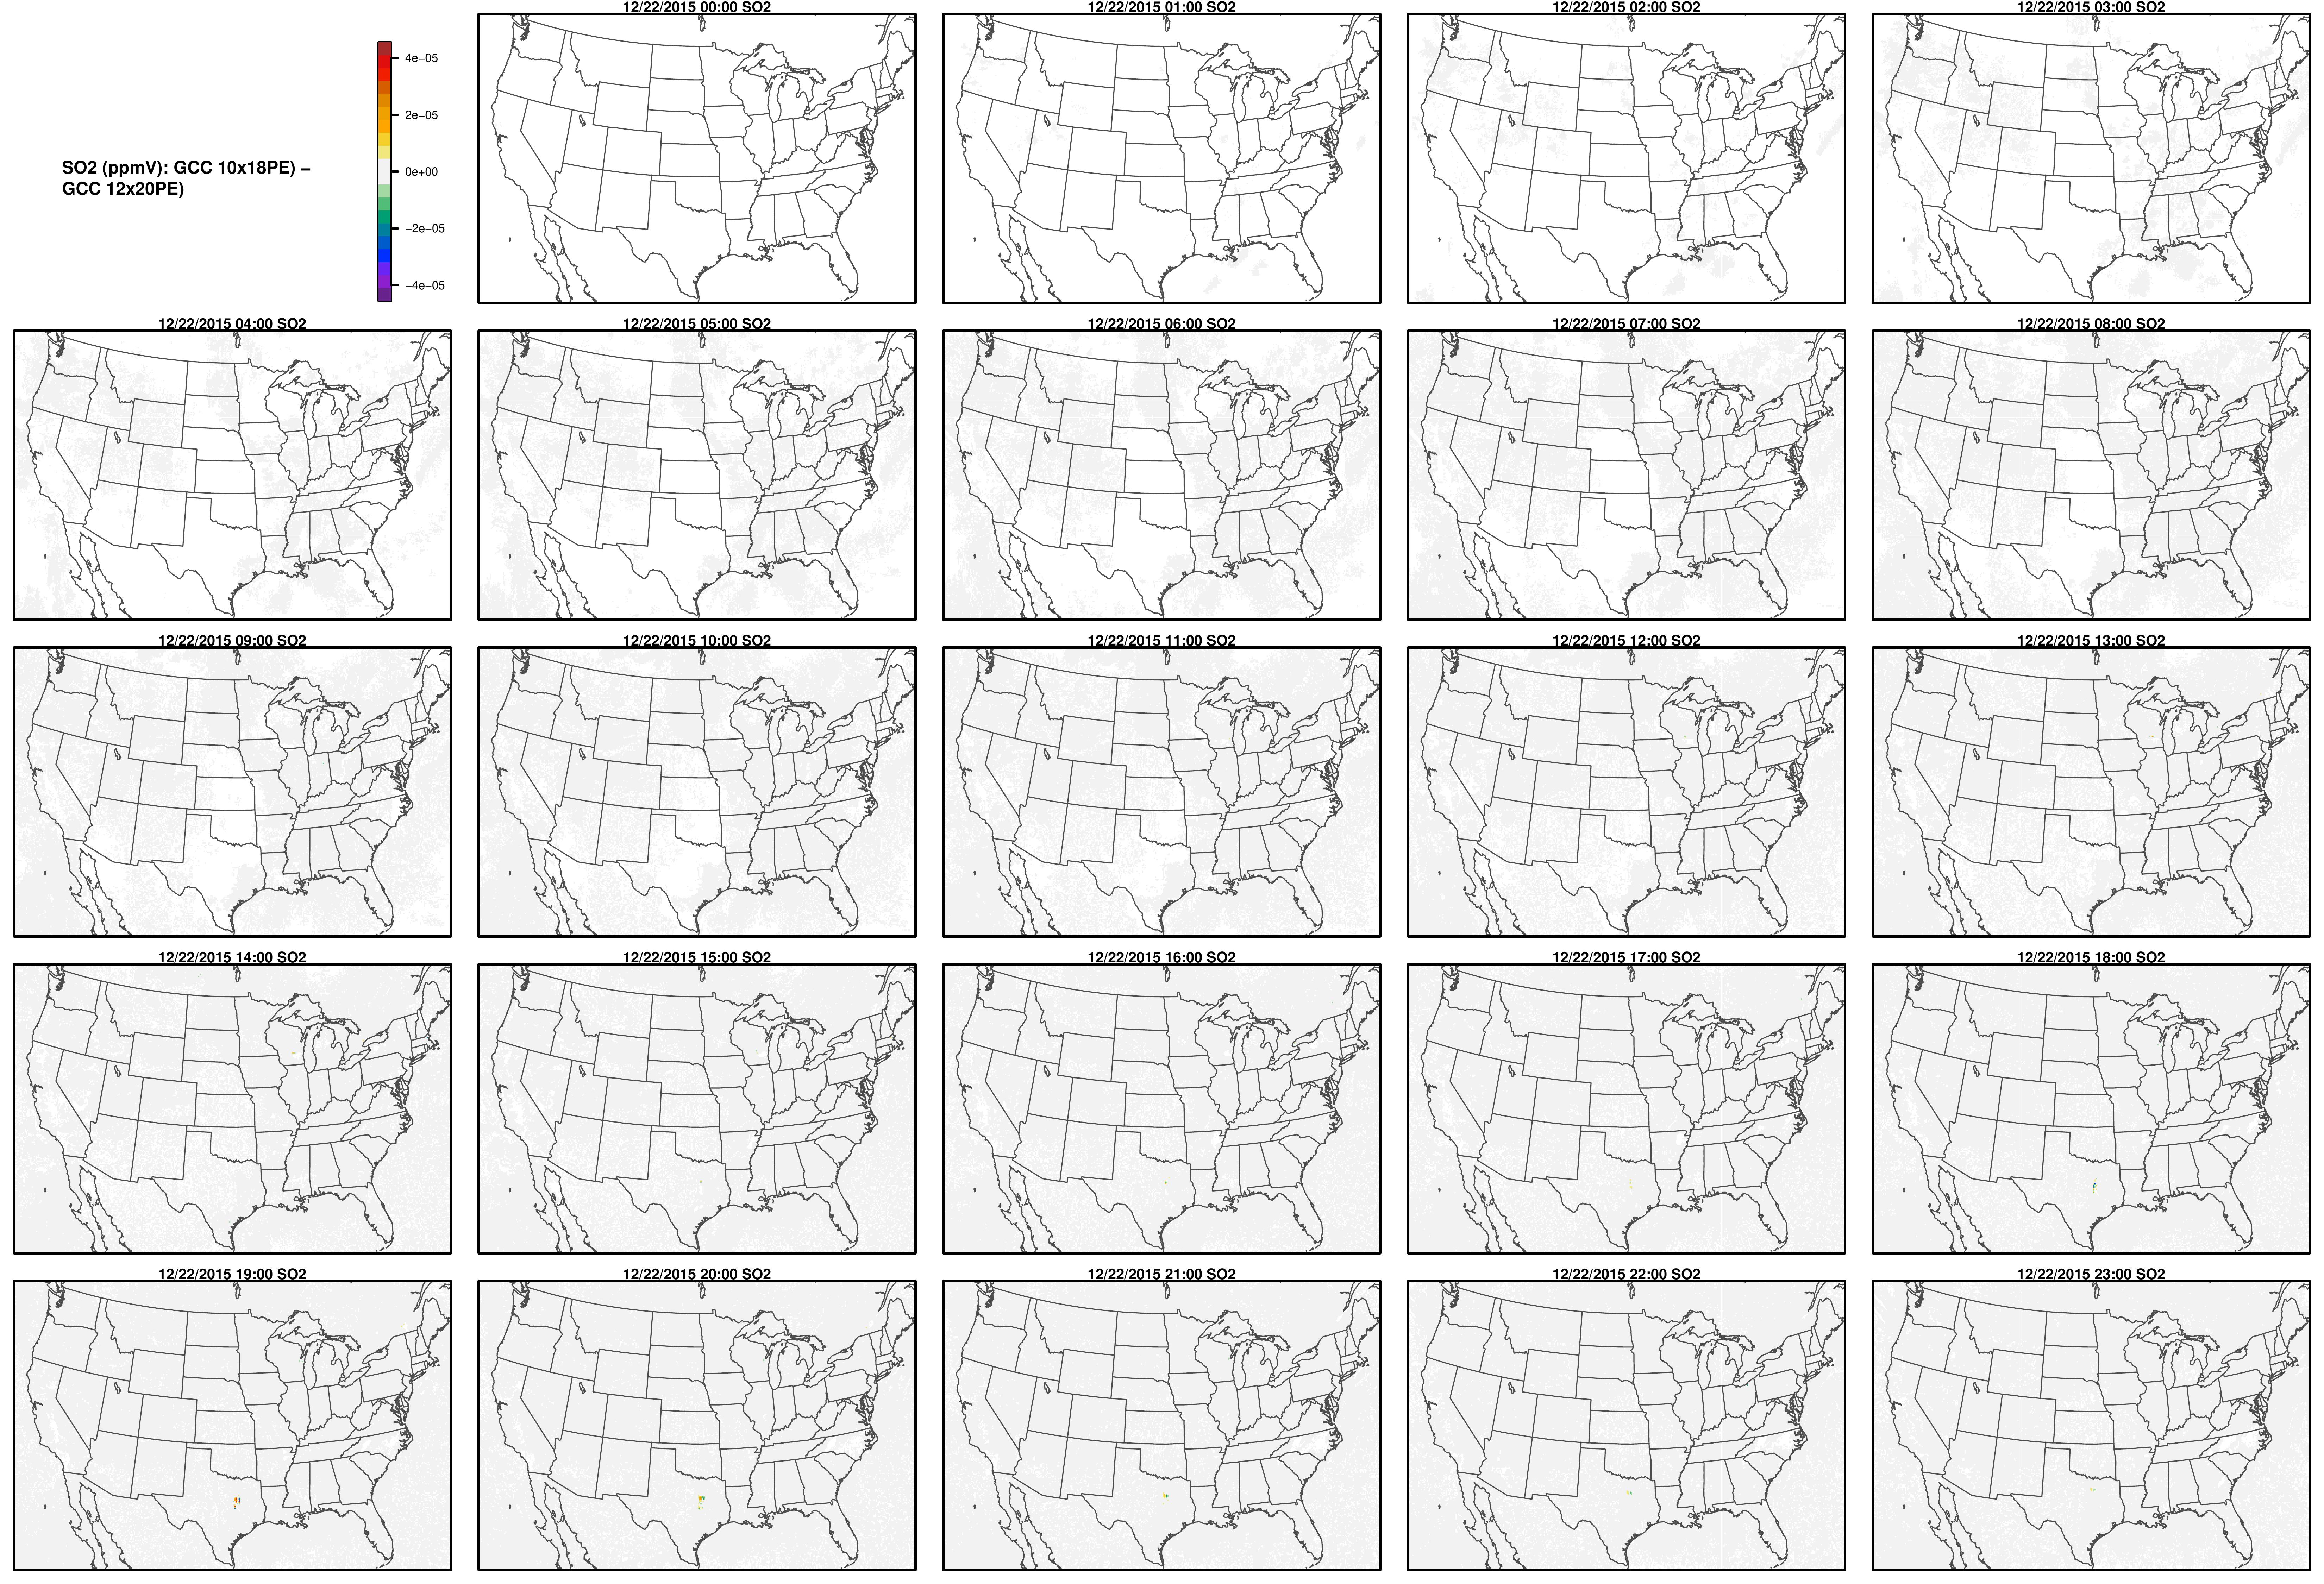 12/22/2015 00:00 SO2
12/22/2015 01:00 SO2
12/22/2015 02:00 SO2
12/22/2015 03:00 SO2
4e−05
2e−05
0e+00
−2e−05
−4e−05
SO2 (ppmV): GCC 10x18PE) −
GCC 12x20PE)
12/22/2015 04:00 SO2
12/22/2015 05:00 SO2
12/22/2015 06:00 SO2
12/22/2015 07:00 SO2
12/22/2015 08:00 SO2
12/22/2015 09:00 SO2
12/22/2015 10:00 SO2
12/22/2015 11:00 SO2
12/22/2015 12:00 SO2
12/22/2015 13:00 SO2
12/22/2015 14:00 SO2
12/22/2015 15:00 SO2
12/22/2015 16:00 SO2
12/22/2015 17:00 SO2
12/22/2015 18:00 SO2
12/22/2015 19:00 SO2
12/22/2015 20:00 SO2
12/22/2015 21:00 SO2
12/22/2015 22:00 SO2
12/22/2015 23:00 SO2